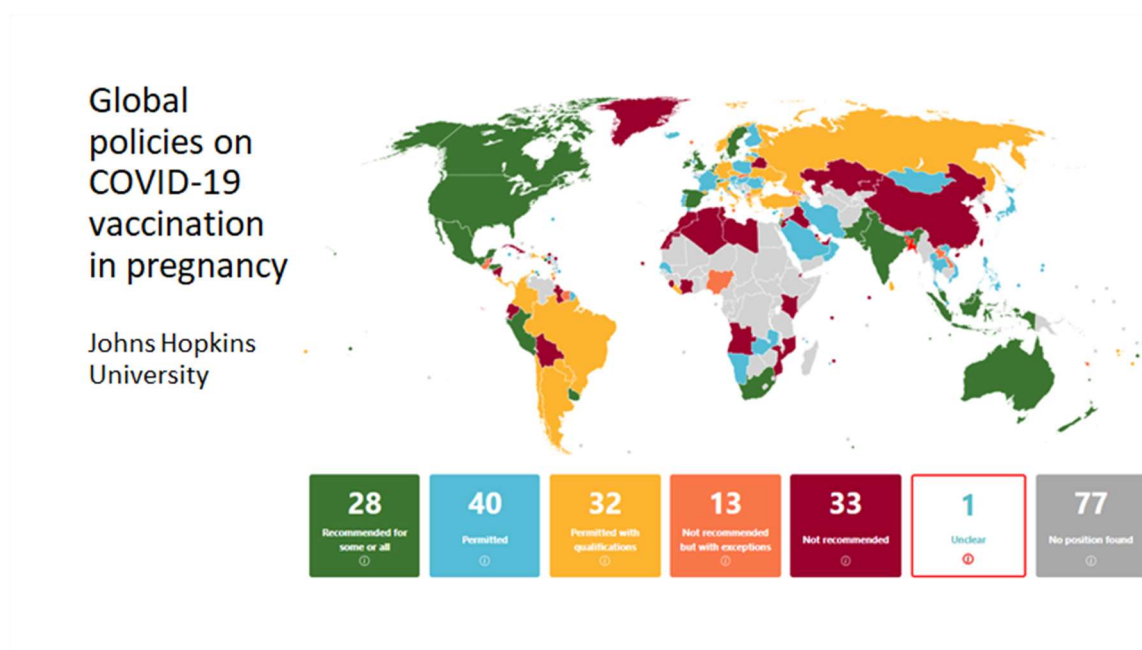 Global
policies on
COVID-19
vaccination
in pregnancy
Johns Hopkins
University
28
Recommended for
some or all
40
Permitted
32
Permitted with
qualifications
13
Not recommended
but with exceptions
33
Not recommended
1
Unclear
77
No position found